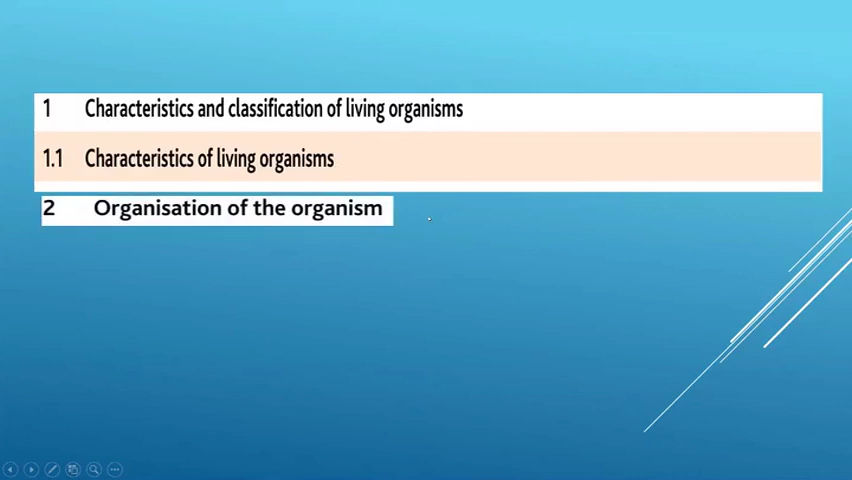 1 Characteristics and classification of living organisms
1.1 Characteristics of living organisms
2 Organisation of the organism